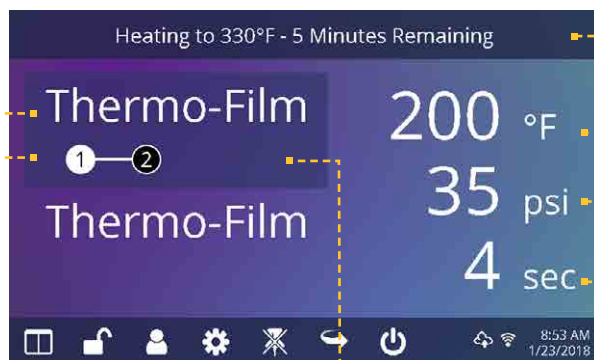 Heating to 330°F - 5 Minutes Remaining
Thermo-Film
1 2
Thermo-Film
200 °F
35 psi
4 sec
8:53 AM
1/23/2018